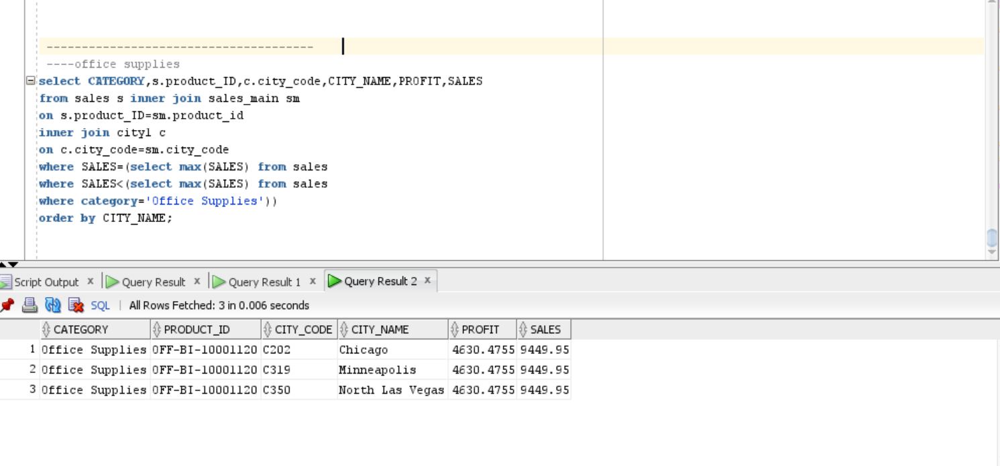 --------------------------------------
----office supplies
select CATEGORY,s.product_ID,c.city_code,CITY_NAME,PROFIT,SALES
from sales s inner join sales_main sm
on s.product_ID=sm.product_id
inner join city1 c
on c.city_code=sm.city_code
where SALES=(select max(SALES) from sales
where SALES<(select max(SALES) from sales
where category='Office Supplies'))
order by CITY_NAME;
Script Output x Query Result x Query Result 1 x Query Result 2 x
SQL | All Rows Fetched: 3 in 0.006 seconds
CATEGORY PRODUCT_ID CITY_CODE CITY_NAME PROFIT SALES
1 Office Supplies OFF-BI-10001120 C202 Chicago 4630.4755 9449.95
2 Office Supplies OFF-BI-10001120 C319 Minneapolis 4630.4755 9449.95
3 Office Supplies OFF-BI-10001120 C350 North Las Vegas 4630.4755 9449.95